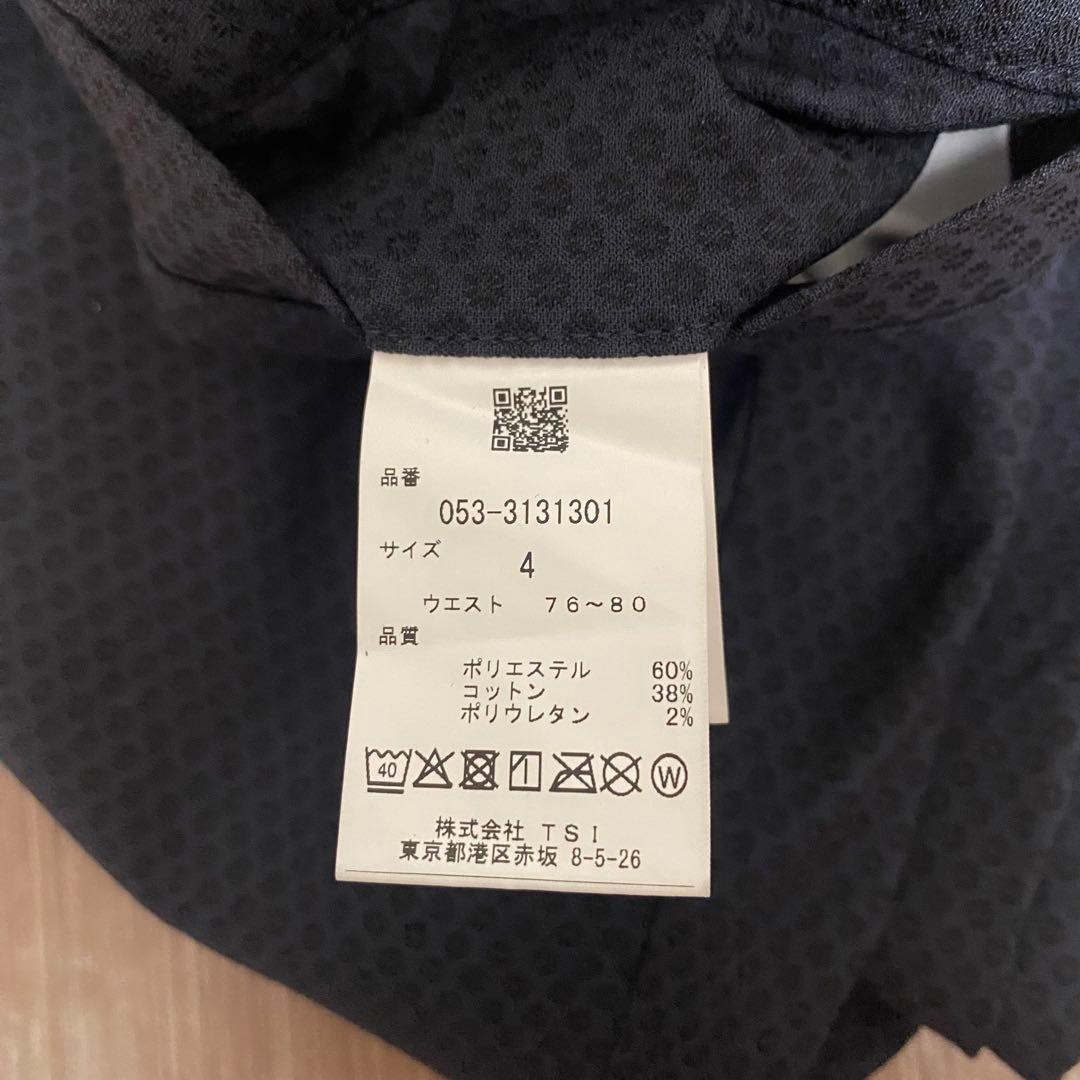 品番
053-3131301
サイズ
4
ウエスト 76~80
品質
ポリエステル 60%
コットン 38%
ポリウレタン 2%
40 W
株式会社 TSI
東京都港区赤坂 8-5-26